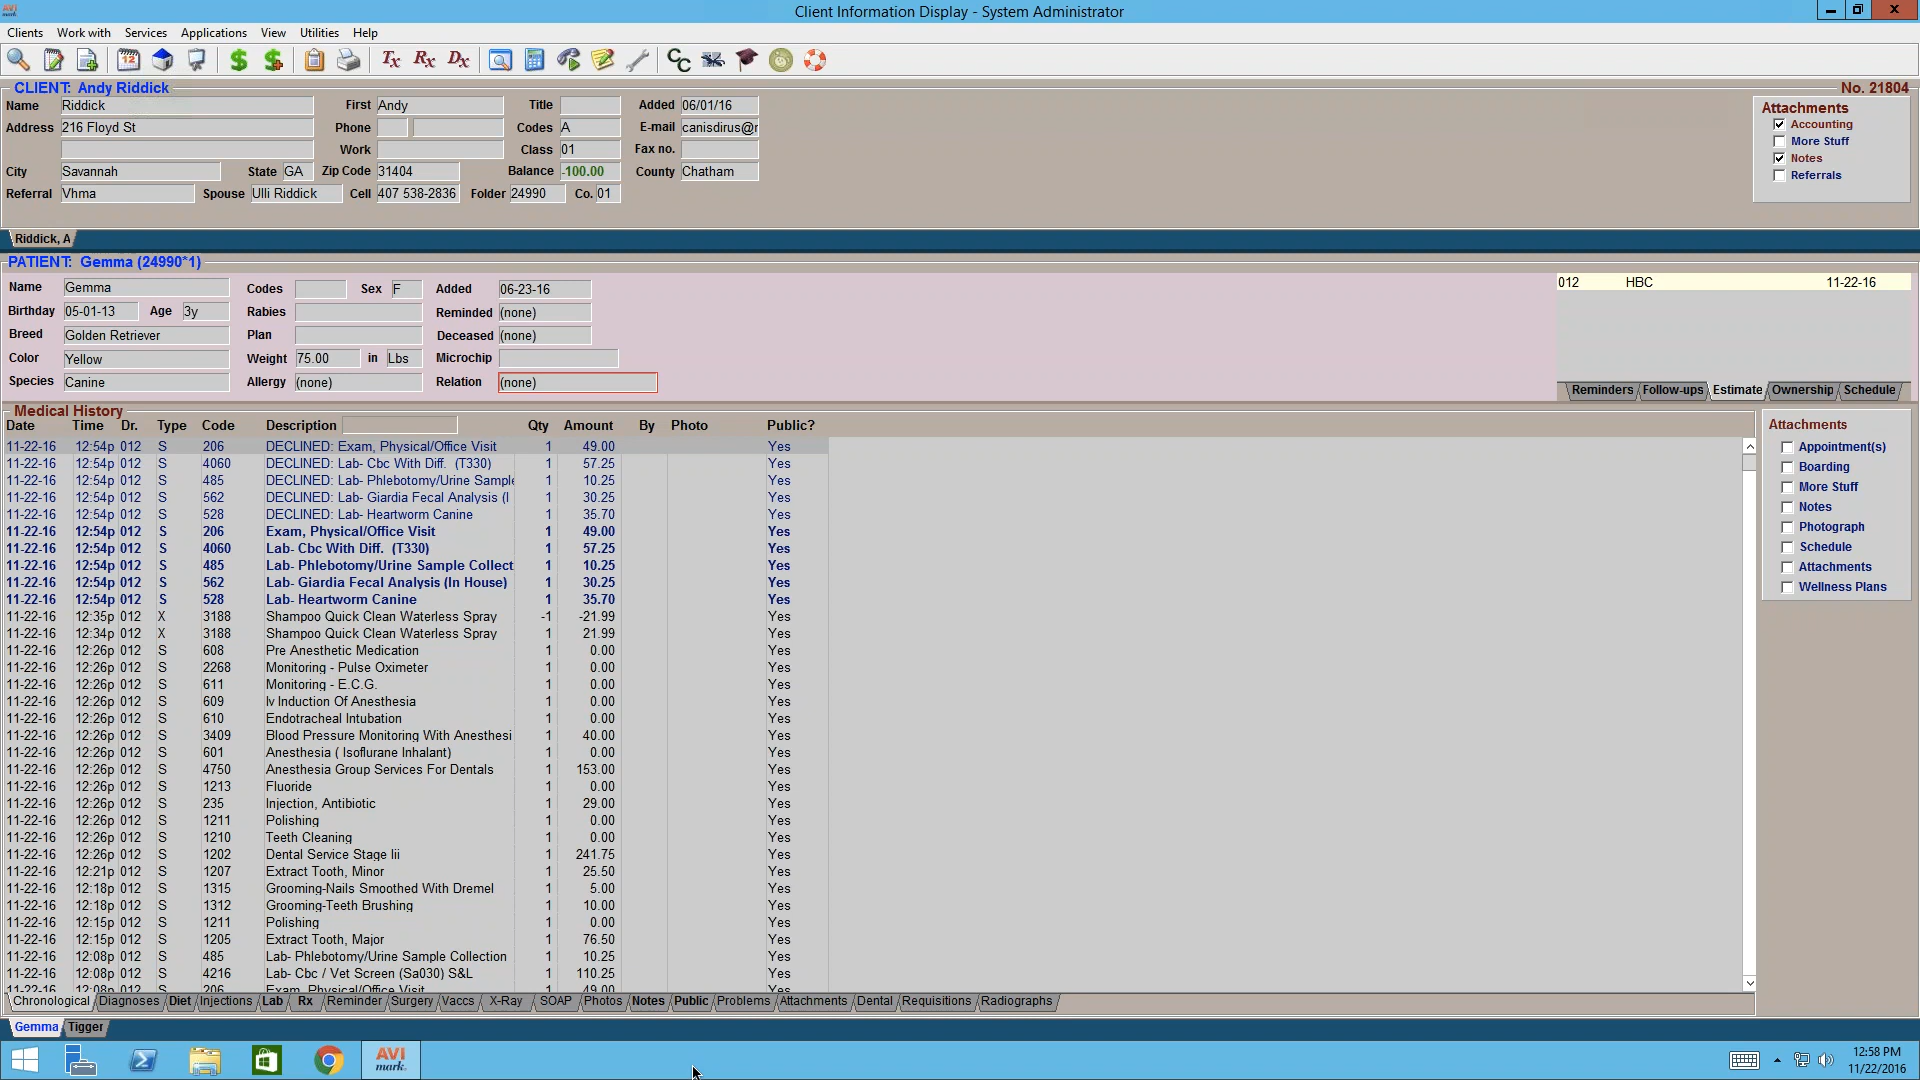 AVI mark Client Information Display - System Administrator
Clients Work with Services Applications View Utilities Help
12 $ $ Tx Rx Dx CC
CLIENT: Andy Riddick No. 21804
Name Riddick First Andy Title Added 06/01/16 Attachments
Address 216 Floyd St Phone Codes A E-mail canisdirus@r Accounting
Work Class 01 Fax no. More Stuff
City Savannah State GA Zip Code 31404 Balance -100.00 County Chatham Notes
Referral Vhma Spouse Ulli Riddick Cell 407 538-2836 Folder 24990 Co. 01 Referrals
Riddick, A
PATIENT: Gemma (24990*1)
Name Gemma Codes Sex F Added 06-23-16 012 HBC 11-22-16
Birthday 05-01-13 Age 3y Rabies Reminded (none)
Breed Golden Retriever Plan Deceased (none)
Color Yellow Weight 75.00 in Lbs Microchip
Species Canine Allergy (none) Relation (none) Reminders Follow-ups Estimate Ownership Schedule
Medical History
Date Time Dr. Type Code Description Qty Amount By Photo Public?
11-22-16 12:54p 012 S 206 DECLINED: Exam, Physical/Office Visit 1 49.00 Yes
11-22-16 12:54p 012 S 4060 DECLINED: Lab- Cbc With Diff. (T330) 1 57.25 Yes
11-22-16 12:54p 012 S 485 DECLINED: Lab- Phlebotomy/Urine Sample 1 10.25 Yes
11-22-16 12:54p 012 S 562 DECLINED: Lab- Giardia Fecal Analysis (I 1 30.25 Yes
11-22-16 12:54p 012 S 528 DECLINED: Lab- Heartworm Canine 1 35.70 Yes
11-22-16 12:54p 012 S 206 Exam, Physical/Office Visit 1 49.00 Yes
11-22-16 12:54p 012 S 4060 Lab- Cbc With Diff. (T330) 1 57.25 Yes
11-22-16 12:54p 012 S 485 Lab- Phlebotomy/Urine Sample Collect 1 10.25 Yes
11-22-16 12:54p 012 S 562 Lab- Giardia Fecal Analysis (In House) 1 30.25 Yes
11-22-16 12:54p 012 S 528 Lab- Heartworm Canine 1 35.70 Yes
11-22-16 12:35p 012 X 3188 Shampoo Quick Clean Waterless Spray -1 -21.99 Yes
11-22-16 12:34p 012 X 3188 Shampoo Quick Clean Waterless Spray 1 21.99 Yes
11-22-16 12:26p 012 S 608 Pre Anesthetic Medication 1 0.00 Yes
11-22-16 12:26p 012 S 2268 Monitoring - Pulse Oximeter 1 0.00 Yes
11-22-16 12:26p 012 S 611 Monitoring - E.C.G. 1 0.00 Yes
11-22-16 12:26p 012 S 609 Iv Induction Of Anesthesia 1 0.00 Yes
11-22-16 12:26p 012 S 610 Endotracheal Intubation 1 0.00 Yes
11-22-16 12:26p 012 S 3409 Blood Pressure Monitoring With Anesthesi 1 40.00 Yes
11-22-16 12:26p 012 S 601 Anesthesia ( Isoflurane Inhalant) 1 0.00 Yes
11-22-16 12:26p 012 S 4750 Anesthesia Group Services For Dentals 1 153.00 Yes
11-22-16 12:26p 012 S 1213 Fluoride 1 0.00 Yes
11-22-16 12:26p 012 S 235 Injection, Antibiotic 1 29.00 Yes
11-22-16 12:26p 012 S 1211 Polishing 1 0.00 Yes
11-22-16 12:26p 012 S 1210 Teeth Cleaning 1 0.00 Yes
11-22-16 12:26p 012 S 1202 Dental Service Stage Iii 1 241.75 Yes
11-22-16 12:21p 012 S 1207 Extract Tooth, Minor 1 25.50 Yes
11-22-16 12:18p 012 S 1315 Grooming-Nails Smoothed With Dremel 1 5.00 Yes
11-22-16 12:18p 012 S 1312 Grooming-Teeth Brushing 1 10.00 Yes
11-22-16 12:15p 012 S 1211 Polishing 1 0.00 Yes
11-22-16 12:15p 012 S 1205 Extract Tooth, Major 1 76.50 Yes
11-22-16 12:08p 012 S 485 Lab- Phlebotomy/Urine Sample Collection 1 10.25 Yes
11-22-16 12:08p 012 S 4216 Lab- Cbc / Vet Screen (Sa030) S&L 1 110.25 Yes
11-22-16 12:08p 012 S 206 Exam, Physical/Office Visit 1 49.00 Yes
Attachments
Appointment(s)
Boarding
More Stuff
Notes
Photograph
Schedule
Attachments
Wellness Plans
Chronological Diagnoses Diet Injections Lab Rx Reminder Surgery Vaccs X-Ray SOAP Photos Notes Public Problems Attachments Dental Requisitions Radiographs
Gemma Tigger
AVI mark 12:58 PM
11/22/2016